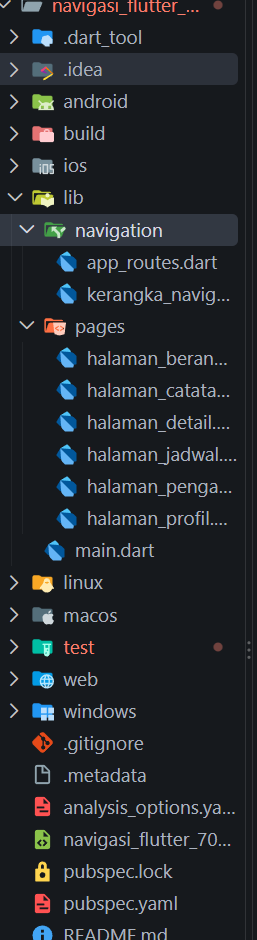 navigasi_flutter_...
.dart_tool
.idea
android
build
ios
lib
navigation
app_routes.dart
kerangka_navig...
pages
halaman_beran...
halaman_catata...
halaman_detail....
halaman_jadwal....
halaman_penga...
halaman_profil....
main.dart
linux
macos
test
web
windows
.gitignore
.metadata
analysis_options.ya...
navigasi_flutter_70...
pubspec.lock
pubspec.yaml
README.md